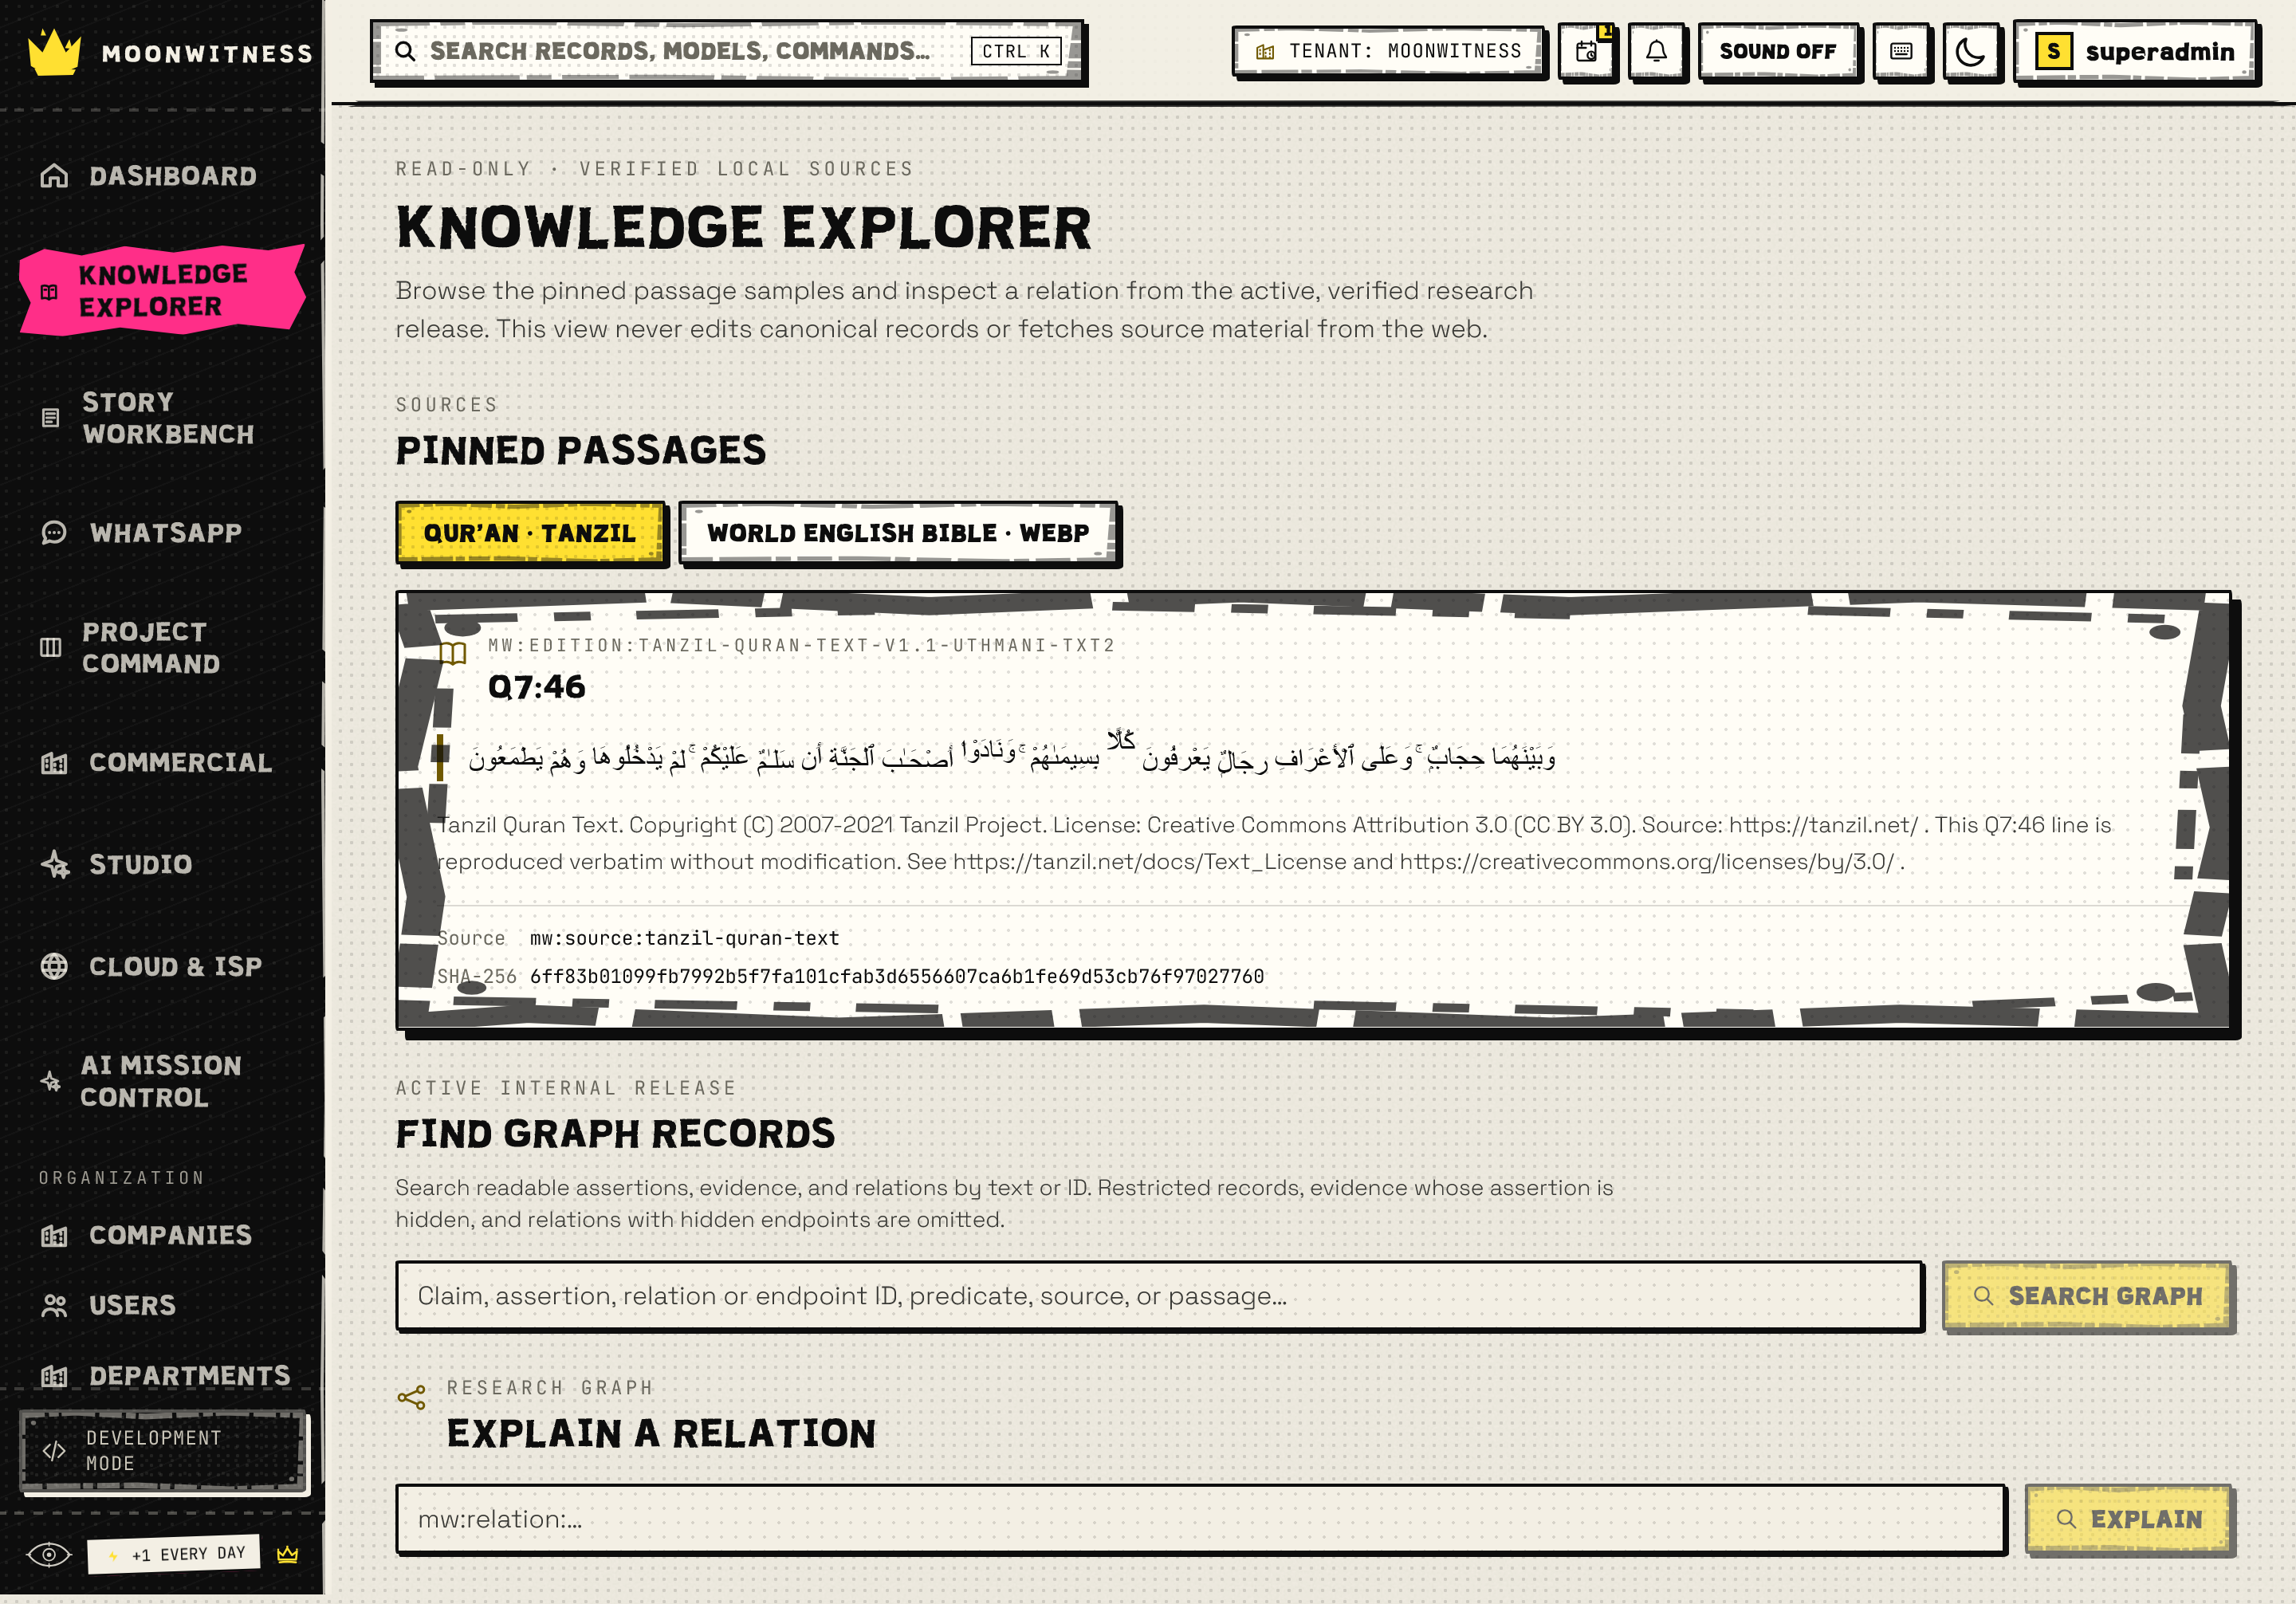 MOONWITNESS
SEARCH RECORDS, MODELS, COMMANDS…
CTRL K
TENANT: MOONWITNESS
1
SOUND OFF
S
superadmin
DASHBOARD
KNOWLEDGE
EXPLORER
STORY
WORKBENCH
WHATSAPP
PROJECT
COMMAND
COMMERCIAL
STUDIO
CLOUD & ISP
AI MISSION
CONTROL
ORGANIZATION
COMPANIES
USERS
DEPARTMENTS
DEVELOPMENT
MODE
+1 EVERY DAY
READ-ONLY · VERIFIED LOCAL SOURCES
KNOWLEDGE EXPLORER
Browse the pinned passage samples and inspect a relation from the active, verified research
release. This view never edits canonical records or fetches source material from the web.
SOURCES
PINNED PASSAGES
QUR’AN · TANZIL
WORLD ENGLISH BIBLE · WEBP
MW:EDITION:TANZIL-QURAN-TEXT-V1.1-UTHMANI-TXT2
Q7:46
وَبَيْنَهُمَا حِجَابٌ ۚ وَعَلَى ٱلْأَعْرَافِ رِجَالٌ يَعْرِفُونَ كُلًّۢا بِسِيمَىٰهُمْ ۚ وَنَادَوْا۟ أَصْحَـٰبَ ٱلْجَنَّةِ أَن سَلَـٰمٌ عَلَيْكُمْ ۚ لَمْ يَدْخُلُوهَا وَهُمْ يَطْمَعُونَ
Tanzil Quran Text. Copyright (C) 2007-2021 Tanzil Project. License: Creative Commons Attribution 3.0 (CC BY 3.0). Source: https://tanzil.net/ . This Q7:46 line is
reproduced verbatim without modification. See https://tanzil.net/docs/Text_License and https://creativecommons.org/licenses/by/3.0/ .
Source mw:source:tanzil-quran-text
SHA-256 6ff83b01099fb7992b5f7fa101cfab3d6556607ca6b1fe69d53cb76f97027760
ACTIVE INTERNAL RELEASE
FIND GRAPH RECORDS
Search readable assertions, evidence, and relations by text or ID. Restricted records, evidence whose assertion is
hidden, and relations with hidden endpoints are omitted.
Claim, assertion, relation or endpoint ID, predicate, source, or passage…
SEARCH GRAPH
RESEARCH GRAPH
EXPLAIN A RELATION
mw:relation:…
EXPLAIN